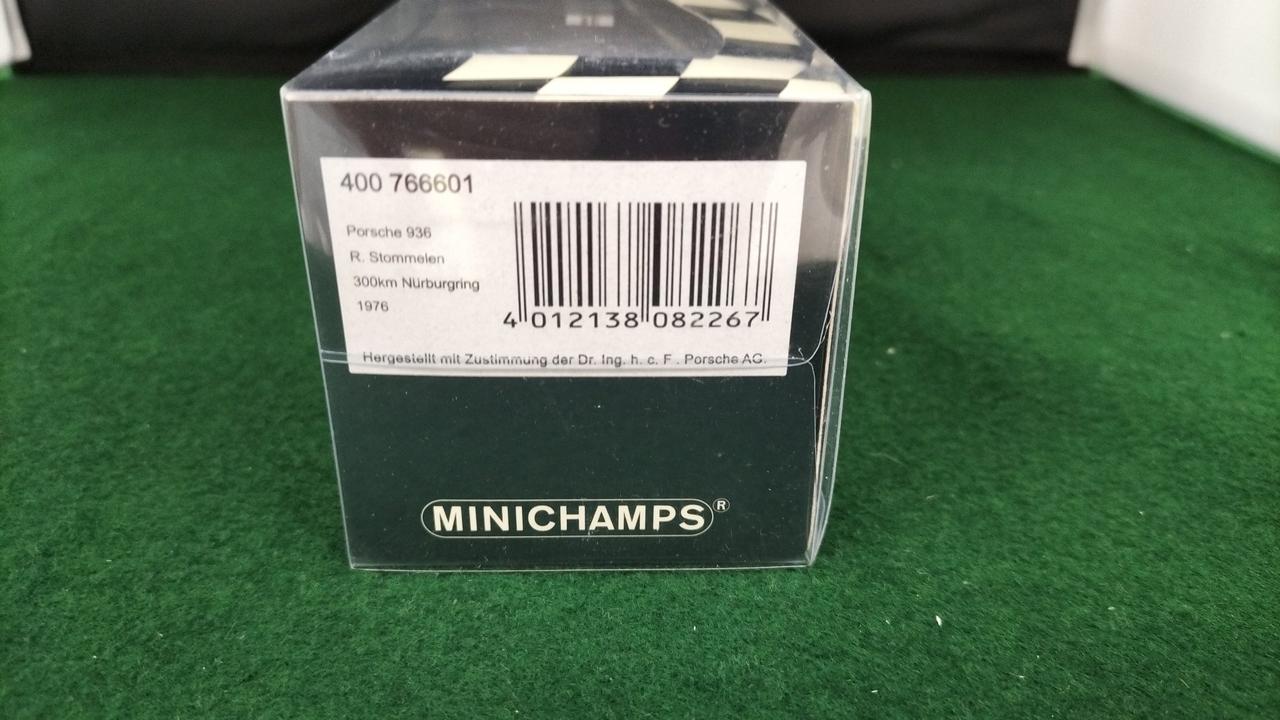 400 766601
Porsche 936
R. Stommelen
300km Nürburgring
1976
4 012138 082267
Hergestellt mit Zustimmung der Dr. Ing. h. c. F . Porsche AG.
MINICHAMPS®